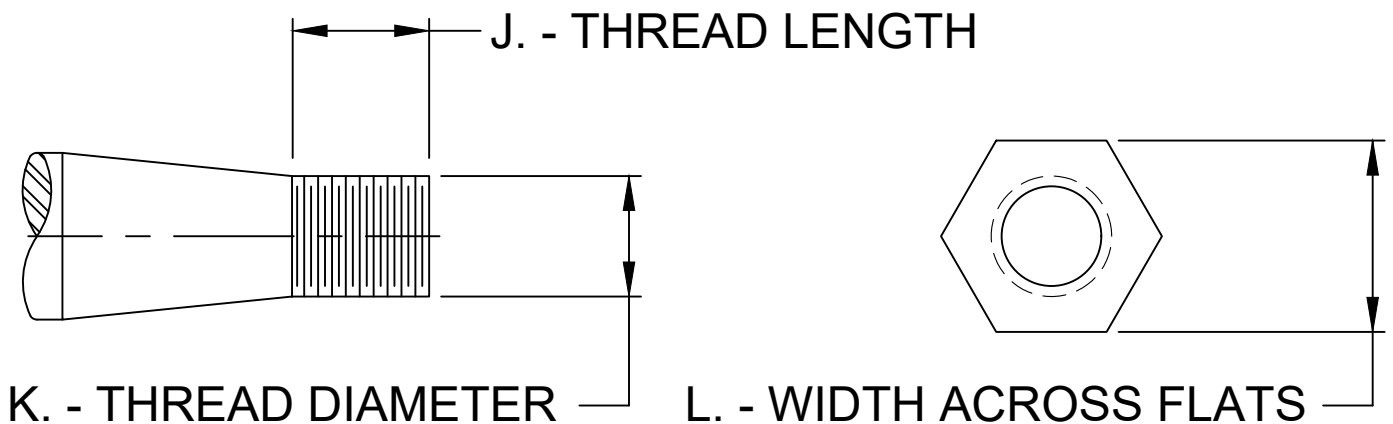 J. - THREAD LENGTH
K. - THREAD DIAMETER
L. - WIDTH ACROSS FLATS